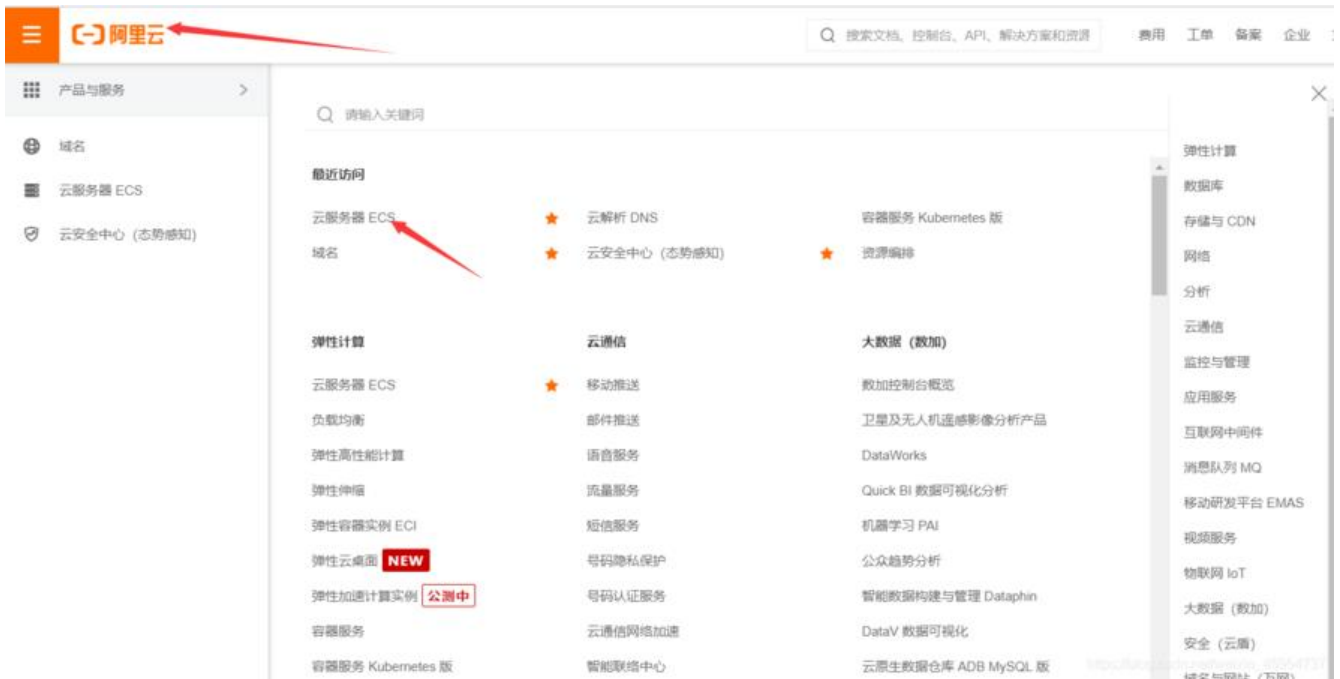 阿里云
搜索文档、控制台、API、解决方案和资源
费用 工单 备案 企业
产品与服务
域名
云服务器 ECS
云安全中心（态势感知）
请输入关键词
最近访问
云服务器 ECS
云解析 DNS
容器服务 Kubernetes 版
域名
云安全中心（态势感知）
资源编排
弹性计算
云服务器 ECS
负载均衡
弹性高性能计算
弹性伸缩
弹性容器实例 ECI
弹性云桌面 NEW
弹性加速计算实例 公测中
容器服务
容器服务 Kubernetes 版
云通信
移动推送
邮件推送
语音服务
流量服务
短信服务
号码隐私保护
号码认证服务
云通信网络加速
智能联络中心
大数据（数加）
数加控制台概览
卫星及无人机遥感影像分析产品
DataWorks
Quick BI 数据可视化分析
机器学习 PAI
公众趋势分析
智能数据构建与管理 Dataphin
DataV 数据可视化
云原生数据仓库 ADB MySQL 版
弹性计算
数据库
存储与 CDN
网络
分析
云通信
监控与管理
应用服务
互联网中间件
消息队列 MQ
移动研发平台 EMAS
视频服务
物联网 IoT
大数据（数加）
安全（云盾）
域名与网站（万网）